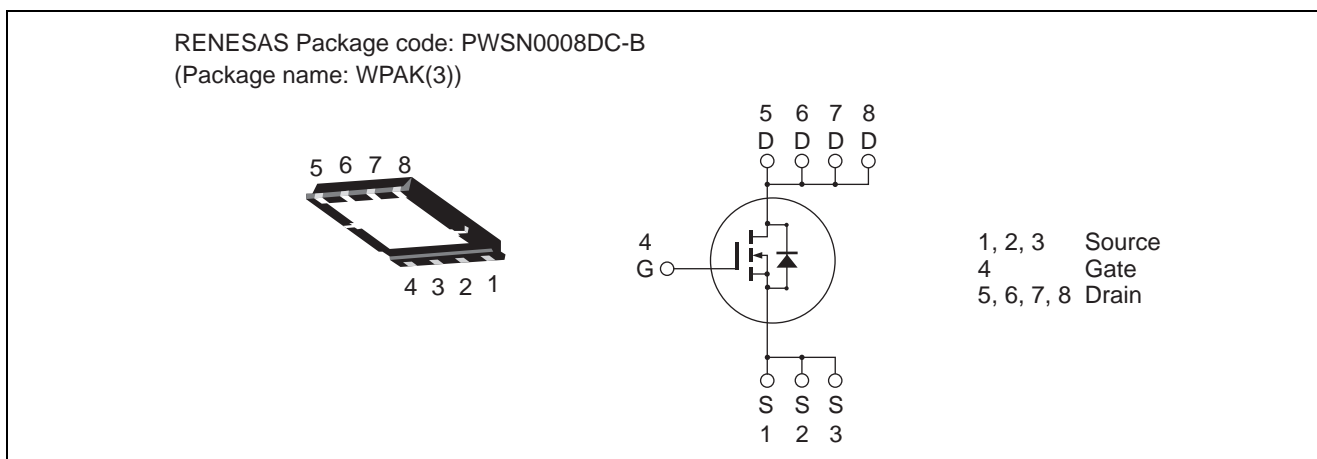 RENESAS Package code: PWSN0008DC-B
(Package name: WPAK(3))
5 6 7 8
4 3 2 1
5 6 7 8
D D D D
4
G
S S S
1 2 3
1, 2, 3 Source
4 Gate
5, 6, 7, 8 Drain